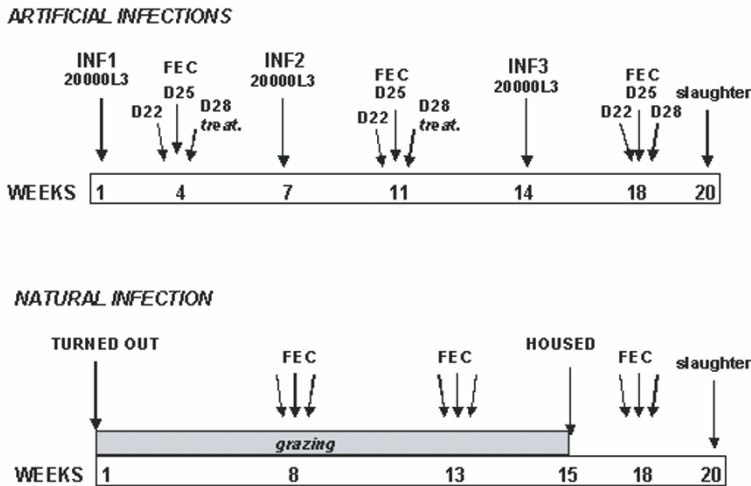 ARTIFICIAL INFECTIONS
INF1
20000L3
FEC
D25
D22
D28
treat.
INF2
20000L3
FEC
D25
D22
D28
treat.
INF3
20000L3
FEC
D25
D22
D28
slaughter
WEEKS 1 4 7 11 14 18 20
NATURAL INFECTION
TURNED OUT
FEC
FEC
HOUSED
FEC
slaughter
grazing
WEEKS 1 8 13 15 18 20